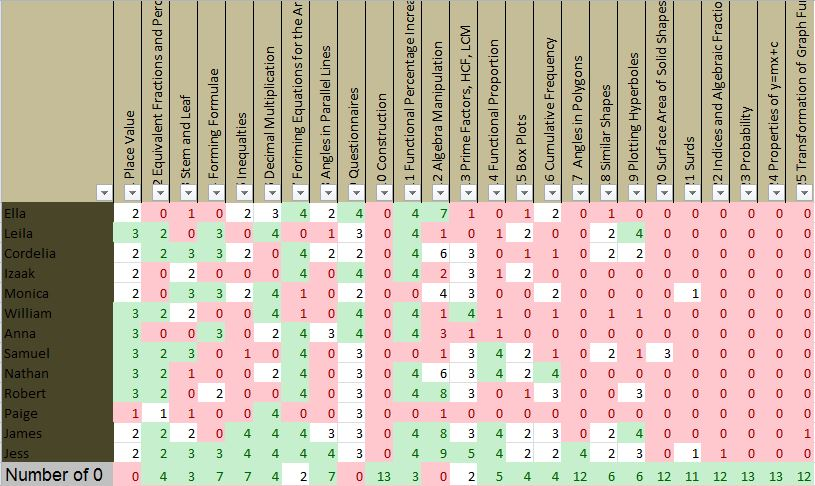 Place Value
2 Equivalent Fractions and Perc
3 Stem and Leaf
Forming Formulae
Inequalties
Decimal Multiplication
Foriming Equations for the Ar
Angles in Parallel Lines
Questionnaires
0 Construction
1 Functional Percentage Increa
2 Algebra Manipulation
3 Prime Factors, HCF, LCM
4 Functional Proportion
5 Box Plots
6 Cumulative Frequency
7 Angles in Polygons
8 Similar Shapes
9 Plotting Hyperboles
20 Surface Area of Solid Shapes
21 Surds
22 Indices and Algebraic Fractio
23 Probability
24 Properties of y=mx+c
25 Transformation of Graph Fu
Ella 2 0 1 0 2 3 4 2 4 0 4 7 1 0 1 2 0 1 0 0 0 0 0 0 0
Leila 3 2 0 3 0 4 0 1 3 0 4 1 0 1 2 0 0 2 4 0 0 0 0 0 0
Cordelia 2 2 3 3 2 0 4 2 2 0 4 6 3 0 1 1 0 2 2 0 0 0 0 0 0
Izaak 2 0 2 0 0 0 4 0 4 0 4 2 3 1 2 0 0 0 0 0 0 0 0 0 0
Monica 2 0 3 3 2 4 1 0 2 0 0 4 3 0 0 2 0 0 0 0 1 0 0 0 0
William 3 2 2 0 0 4 1 0 4 0 4 1 4 1 0 1 0 1 1 0 0 0 0 0 0
Anna 3 0 0 3 0 2 4 3 4 0 4 3 1 1 0 0 0 0 0 0 0 0 0 0 0
Samuel 2 2 3 0 1 0 4 0 3 0 0 1 3 4 2 1 0 2 1 3 0 0 0 0 0
Nathan 3 2 1 0 0 2 4 0 3 0 4 6 3 4 2 4 0 0 0 0 0 0 0 0 0
Robert 3 2 0 2 0 0 4 0 3 0 4 8 3 0 1 3 0 0 3 0 0 0 0 0 0
Paige 1 1 1 0 0 4 0 0 3 0 0 1 0 0 0 0 0 0 0 0 0 0 0 0 0
James 2 2 2 0 4 4 4 3 3 0 4 8 3 4 2 3 0 2 4 0 0 0 0 0 1
Jess 2 2 3 3 4 4 4 4 3 0 4 9 5 4 2 2 4 2 3 0 1 1 0 0 0
Number of 0 0 4 3 7 7 4 2 7 0 13 3 0 2 5 4 4 12 6 6 12 11 12 13 13 12